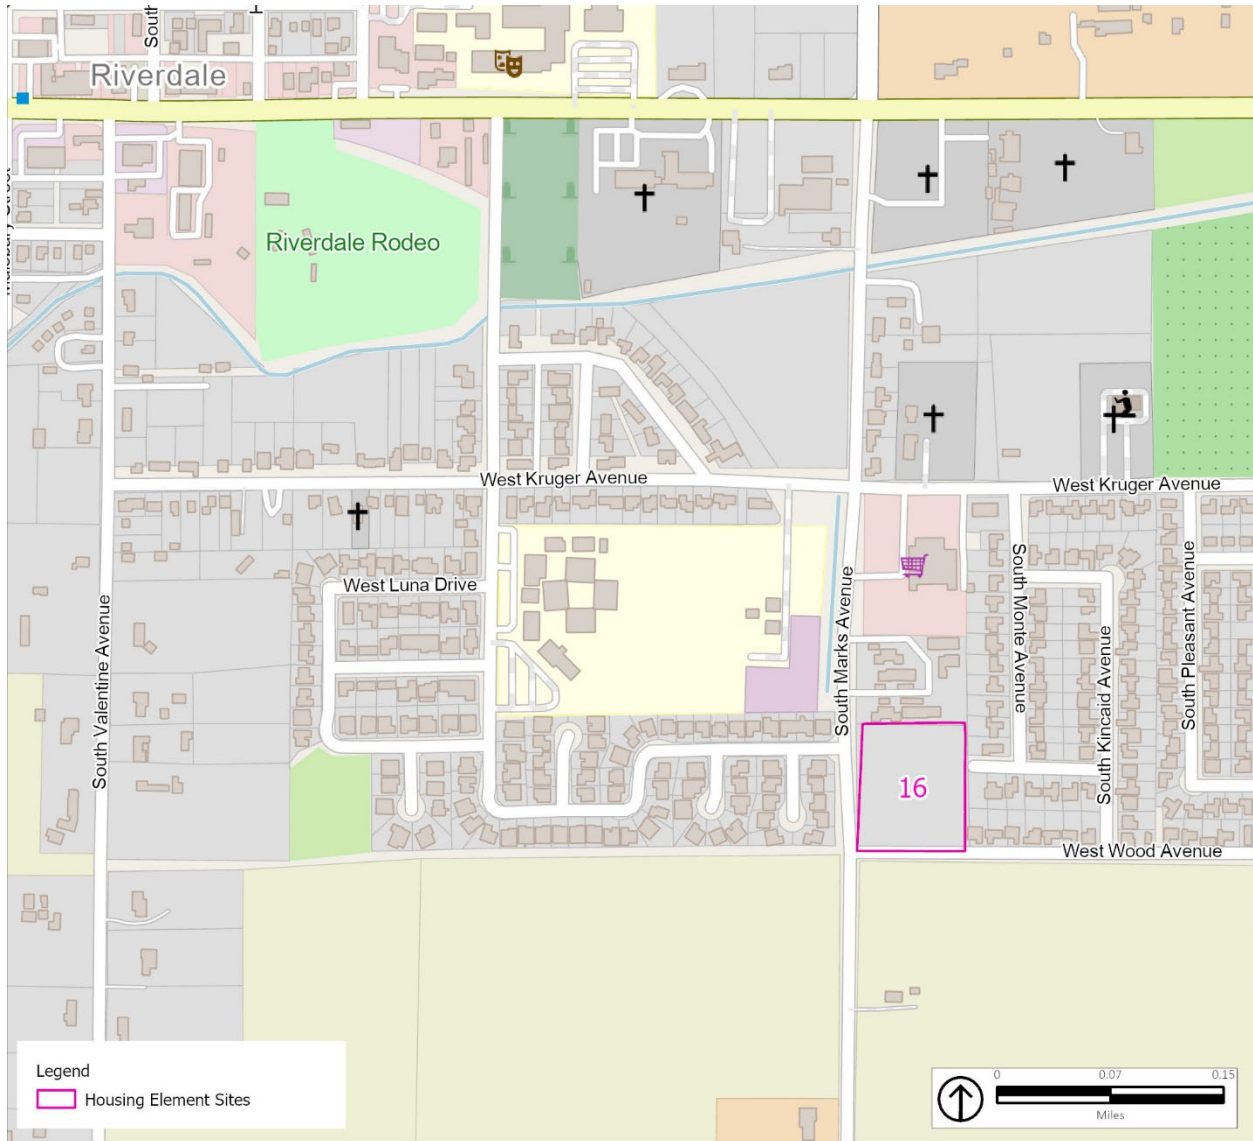 South
Riverdale
Riverdale Rodeo
Street
West Kruger Avenue
West Kruger Avenue
West Luna Drive
South Valentine Avenue
South Marks Avenue
South Monte Avenue
South Kincaid Avenue
South Pleasant Avenue
16
West Wood Avenue
Legend
Housing Element Sites
0
0.07
0.15
Miles